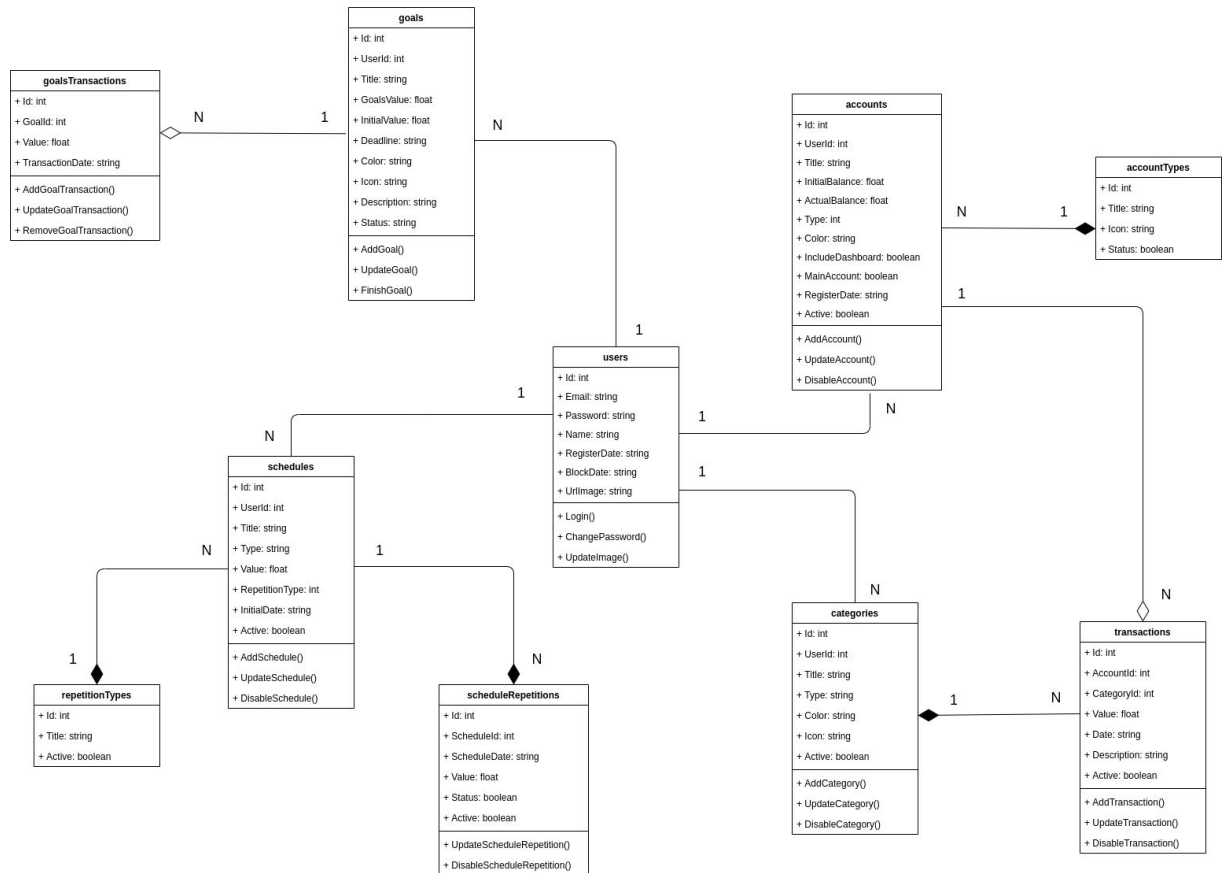 goals
+ Id: int
+ UserId: int
+ Title: string
+ GoalsValue: float
+ InitialValue: float
+ Deadline: string
+ Color: string
+ Icon: string
+ Description: string
+ Status: string
+ AddGoal()
+ UpdateGoal()
+ FinishGoal()
goalsTransactions
+ Id: int
+ GoalId: int
+ Value: float
+ TransactionDate: string
+ AddGoalTransaction()
+ UpdateGoalTransaction()
+ RemoveGoalTransaction()
N
1
N
1
accounts
+ Id: int
+ UserId: int
+ Title: string
+ InitialBalance: float
+ ActualBalance: float
+ Type: int
+ Color: string
+ IncludeDashboard: boolean
+ MainAccount: boolean
+ RegisterDate: string
+ Active: boolean
+ AddAccount()
+ UpdateAccount()
+ DisableAccount()
N
1
accountTypes
+ Id: int
+ Title: string
+ Icon: string
+ Status: boolean
1
N
users
+ Id: int
+ Email: string
+ Password: string
+ Name: string
+ RegisterDate: string
+ BlockDate: string
+ UrlImage: string
+ Login()
+ ChangePassword()
+ UpdateImage()
1
N
1
N
1
N
schedules
+ Id: int
+ UserId: int
+ Title: string
+ Type: string
+ Value: float
+ RepetitionType: int
+ InitialDate: string
+ Active: boolean
+ AddSchedule()
+ UpdateSchedule()
+ DisableSchedule()
N
1
1
N
repetitionTypes
+ Id: int
+ Title: string
+ Active: boolean
scheduleRepetitions
+ Id: int
+ ScheduleId: int
+ ScheduleDate: string
+ Value: float
+ Status: boolean
+ Active: boolean
+ UpdateScheduleRepetition()
+ DisableScheduleRepetition()
categories
+ Id: int
+ UserId: int
+ Title: string
+ Type: string
+ Color: string
+ Icon: string
+ Active: boolean
+ AddCategory()
+ UpdateCategory()
+ DisableCategory()
1
N
transactions
+ Id: int
+ AccountId: int
+ CategoryId: int
+ Value: float
+ Date: string
+ Description: string
+ Active: boolean
+ AddTransaction()
+ UpdateTransaction()
+ DisableTransaction()